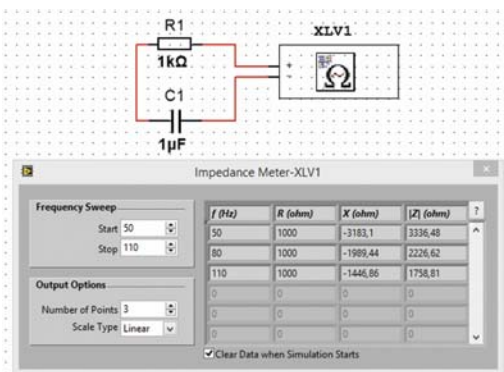 R1
XLV1
1kΩ
+
-
Ω
C1
1µF
Impedance Meter-XLV1
Frequency Sweep
Start 50
Stop 110
Output Options
Number of Points 3
Scale Type Linear
f (Hz) R (ohm) X (ohm) |Z| (ohm) ?
50 1000 -3183,1 3336,48
80 1000 -1989,44 2226,62
110 1000 -1446,86 1758,81
0 0 0 0
0 0 0 0
0 0 0 0
Clear Data when Simulation Starts